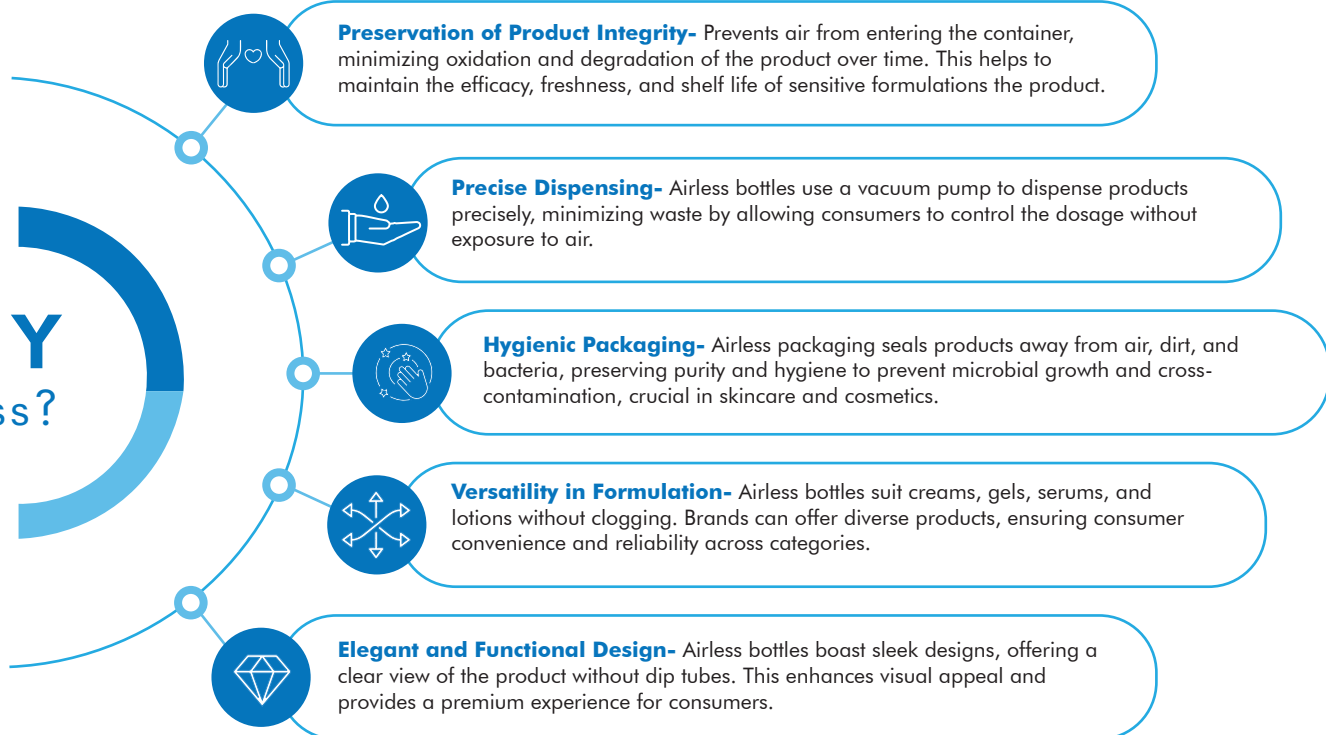 Preservation of Product Integrity- Prevents air from entering the container,
minimizing oxidation and degradation of the product over time. This helps to
maintain the efficacy, freshness, and shelf life of sensitive formulations the product.
Precise Dispensing- Airless bottles use a vacuum pump to dispense products
precisely, minimizing waste by allowing consumers to control the dosage without
exposure to air.
Y
ss?
Hygienic Packaging- Airless packaging seals products away from air, dirt, and
bacteria, preserving purity and hygiene to prevent microbial growth and cross-
contamination, crucial in skincare and cosmetics.
Versatility in Formulation- Airless bottles suit creams, gels, serums, and
lotions without clogging. Brands can offer diverse products, ensuring consumer
convenience and reliability across categories.
Elegant and Functional Design- Airless bottles boast sleek designs, offering a
clear view of the product without dip tubes. This enhances visual appeal and
provides a premium experience for consumers.